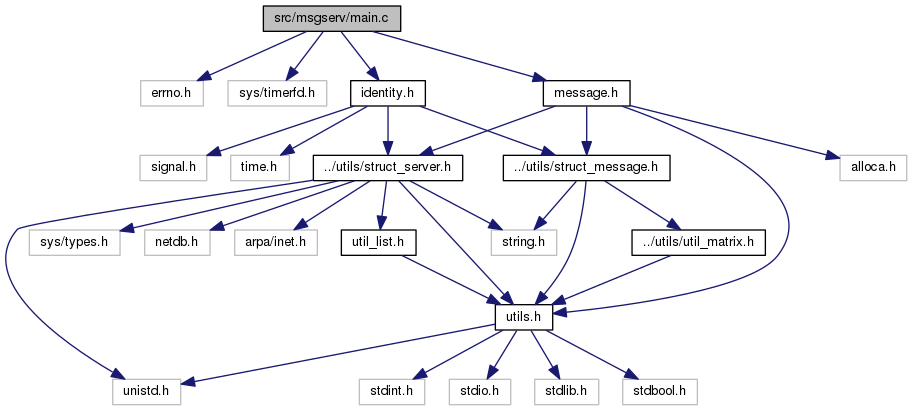 src/msgserv/main.c
errno.h
sys/timerfd.h
identity.h
message.h
signal.h
time.h
../utils/struct_server.h
../utils/struct_message.h
alloca.h
sys/types.h
netdb.h
arpa/inet.h
util_list.h
string.h
../utils/util_matrix.h
utils.h
unistd.h
stdint.h
stdio.h
stdlib.h
stdbool.h